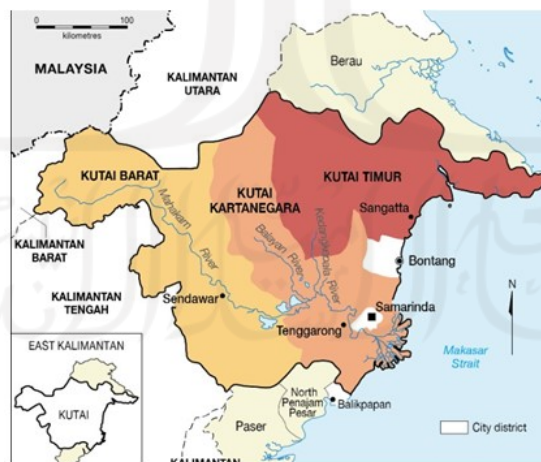 0 100
kilometres
MALAYSIA
KALIMANTAN
UTARA
Berau
KUTAI BARAT
KUTAI
KARTANEGARA
KUTAI TIMUR
Mahakam
River
Sangatta
KALIMANTAN
BARAT
Balayan River
River
Bontang
KALIMANTAN
TENGAH
Sendawar
Samarinda
Tenggarong
N
EAST KALIMANTAN
KUTAI
Makasar
Strait
North
Penajam
Pesar
Paser
Balikpapan
City district
KALIMANTAN